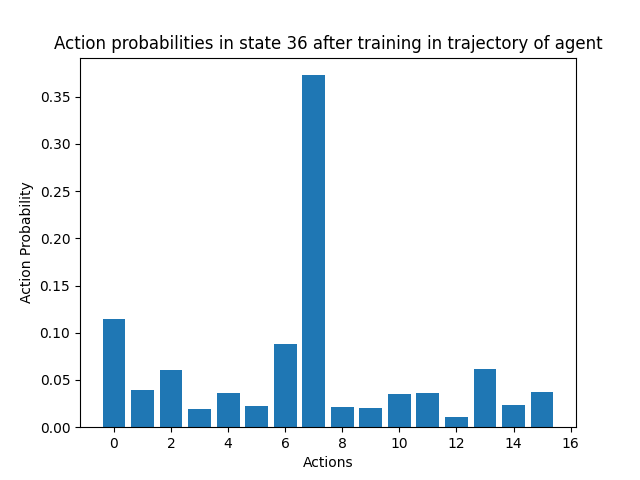 Action probabilities in state 36 after training in trajectory of agent
0.35
0.30
0.25
0.20
0.15
0.10
0.05
0.00
Action Probability
0 2 4 6 8 10 12 14 16
Actions